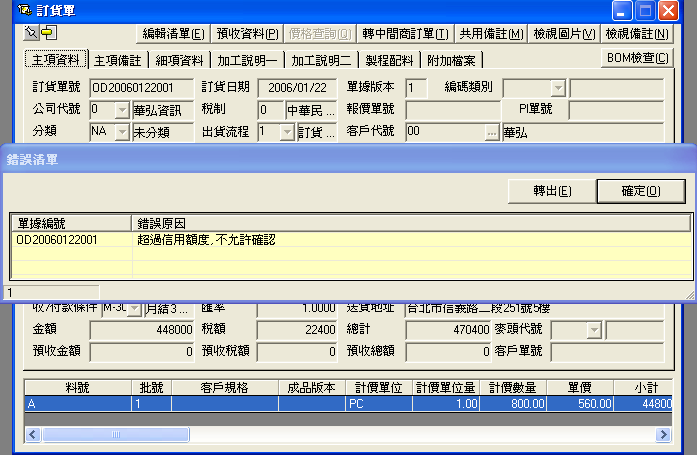 訂貨單
編輯清單(E) 預收資料(P) 價格查詢(Q) 轉中間商訂單(T) 共用備註(M) 檢視圖片(V) 檢視備註(N)
主項資料 主項備註 細項資料 加工說明一 加工說明二 製程配料 附加檔案 BOM檢查(C)
訂貨單號 OD20060122001 訂貨日期 2006/01/22 單據版本 1 編碼類別
公司代號 0 華弘資訊 稅制 0 中華民 ... 報價單號 PI單號
分類 NA 未分類 出貨流程 1 訂貨 ... 客戶代號 00 ... 華弘
錯誤清單
轉出(E) 確定(O)
單據編號 錯誤原因
OD20060122001 超過信用額度,不允許確認
1
收/付款條件 M-30 月結3 ... 匯率 1.0000 送貨地址 台北市信義路二段251號5樓
金額 448000 稅額 22400 總計 470400 麥頭代號
預收金額 0 預收稅額 0 預收總額 0 客戶單號
料號 批號 客戶規格 成品版本 計價單位 計價單位量 計價數量 單價 小計
A 1 PC 1.00 800.00 560.00 44800